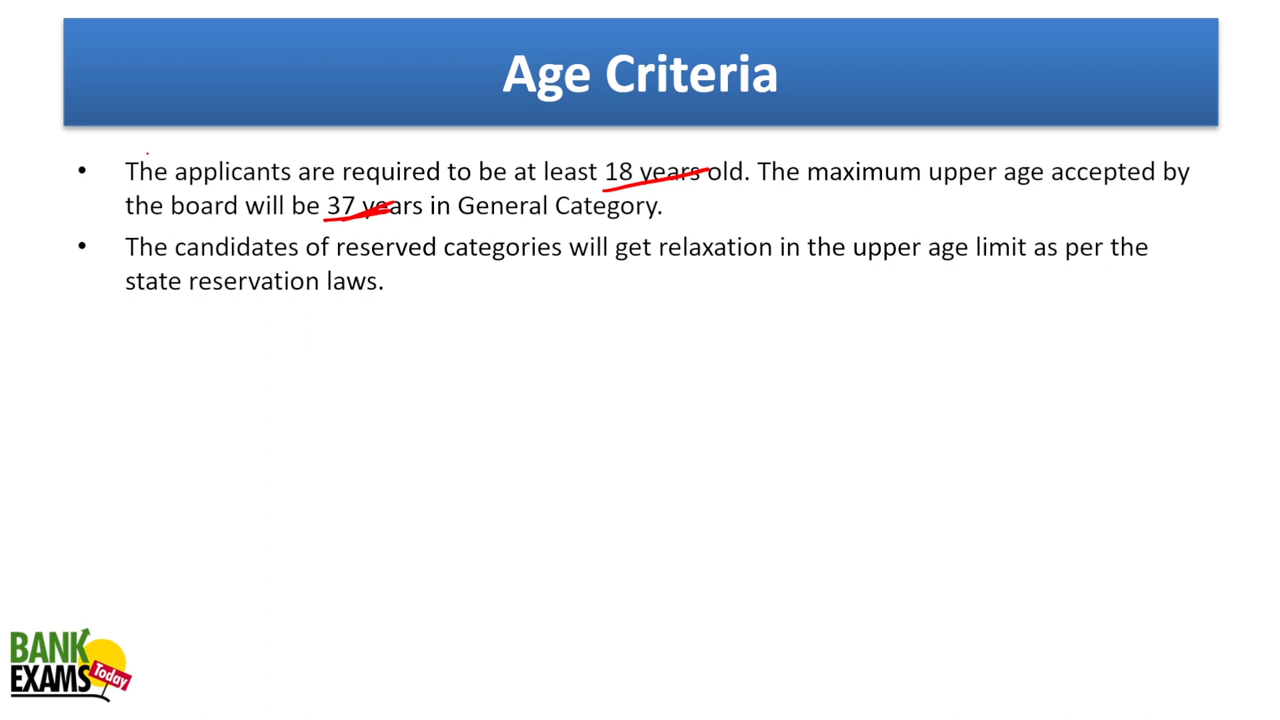 Age Criteria
• The applicants are required to be at least 18 years old. The maximum upper age accepted by
the board will be 37 years in General Category.
• The candidates of reserved categories will get relaxation in the upper age limit as per the
state reservation laws.
BANK
EXAMS Today